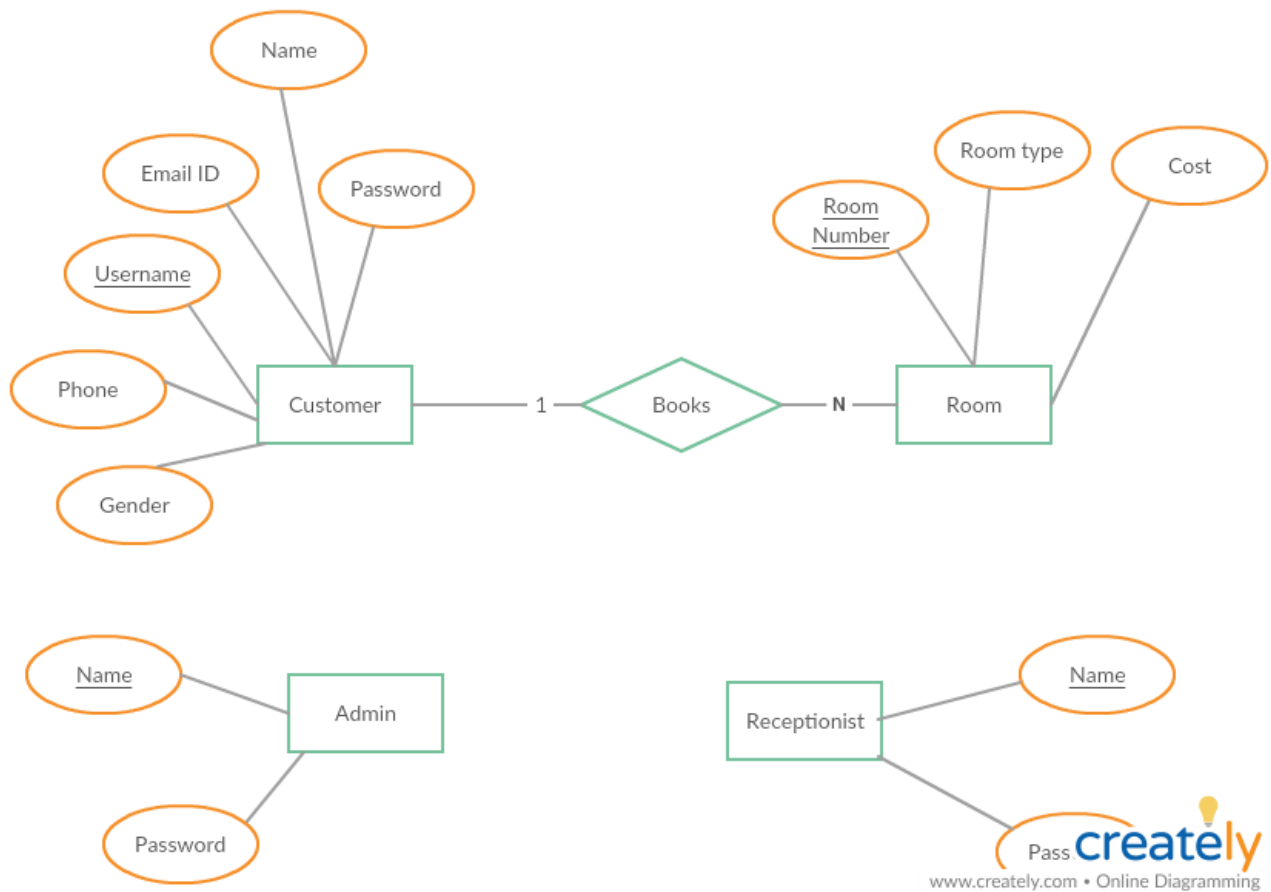 Name
Email ID
Password
Username
Phone
Gender
Customer
1
Books
N
Room
Room
Number
Room type
Cost
Name
Admin
Password
Receptionist
Name
Pass
creately
www.creately.com • Online Diagramming